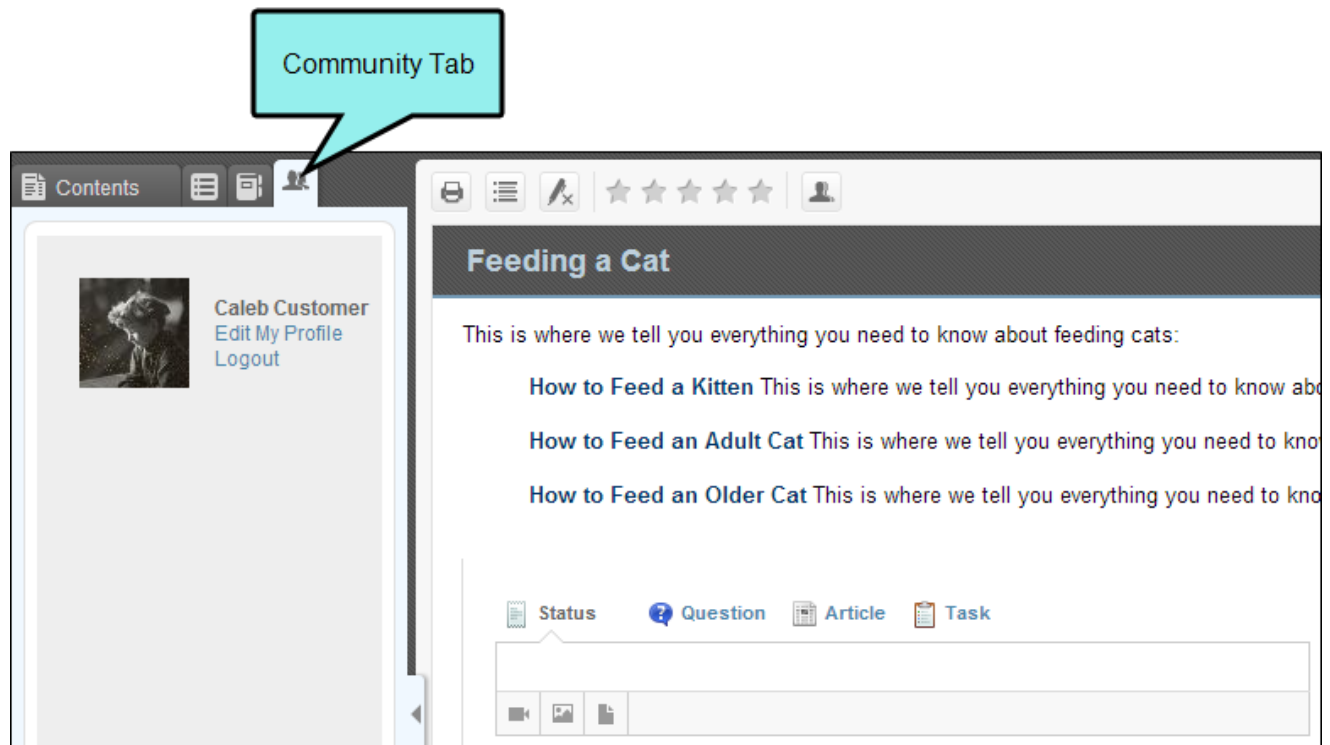 Community Tab
Contents
Caleb Customer
Edit My Profile
Logout
Feeding a Cat
This is where we tell you everything you need to know about feeding cats:
How to Feed a Kitten This is where we tell you everything you need to know abo
How to Feed an Adult Cat This is where we tell you everything you need to kno
How to Feed an Older Cat This is where we tell you everything you need to kno
Status Question Article Task